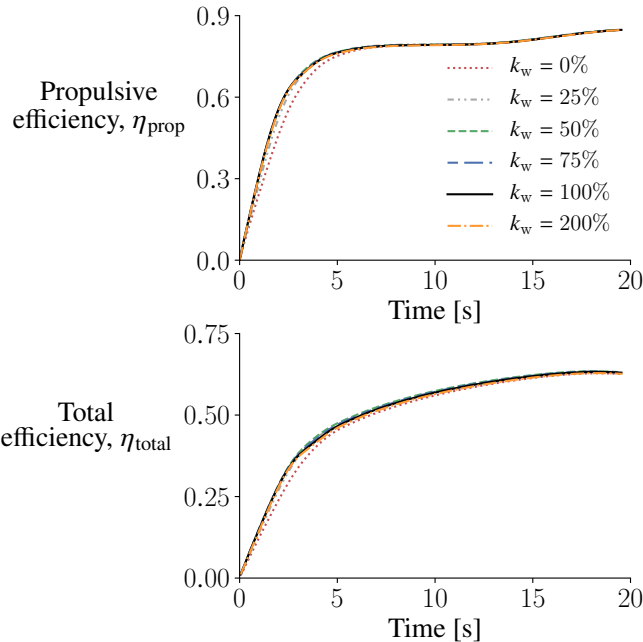 0.9
Propulsive
efficiency, ηprop
0.6
0.3
0.0
kw = 0%
kw = 25%
kw = 50%
kw = 75%
kw = 100%
kw = 200%
0 5 10 15 20
Time [s]
0.75
Total
efficiency, ηtotal
0.50
0.25
0.00
0 5 10 15 20
Time [s]